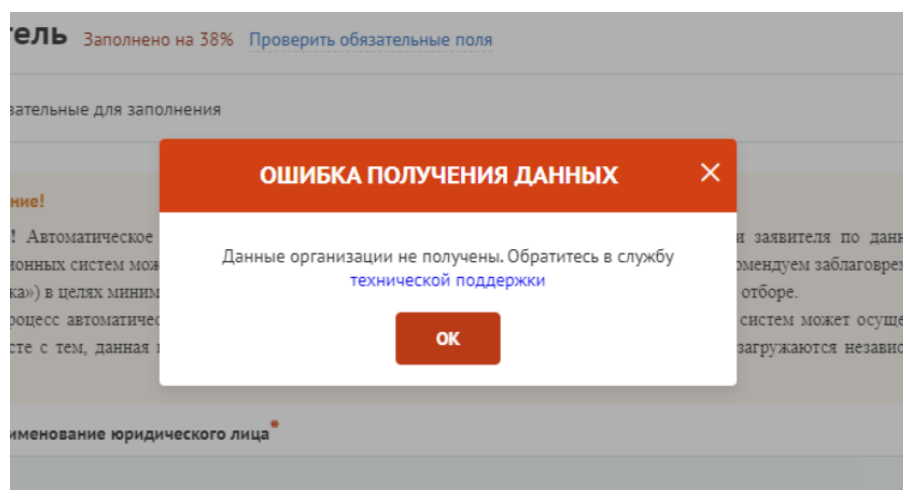 тель Заполнено на 38% Проверить обязательные поля
зательные для заполнения
ОШИБКА ПОЛУЧЕНИЯ ДАННЫХ
ние!
! Автоматическое и заявителя по данн
Данные организации не получены. Обратитесь в службу
технической поддержки
ионных систем мож омендуем заблаговрем
ка») в целях миним отборе.
роцесс автоматичес систем может осуще
сте с тем, данная загружаются независ
ОК
именование юридического лица*